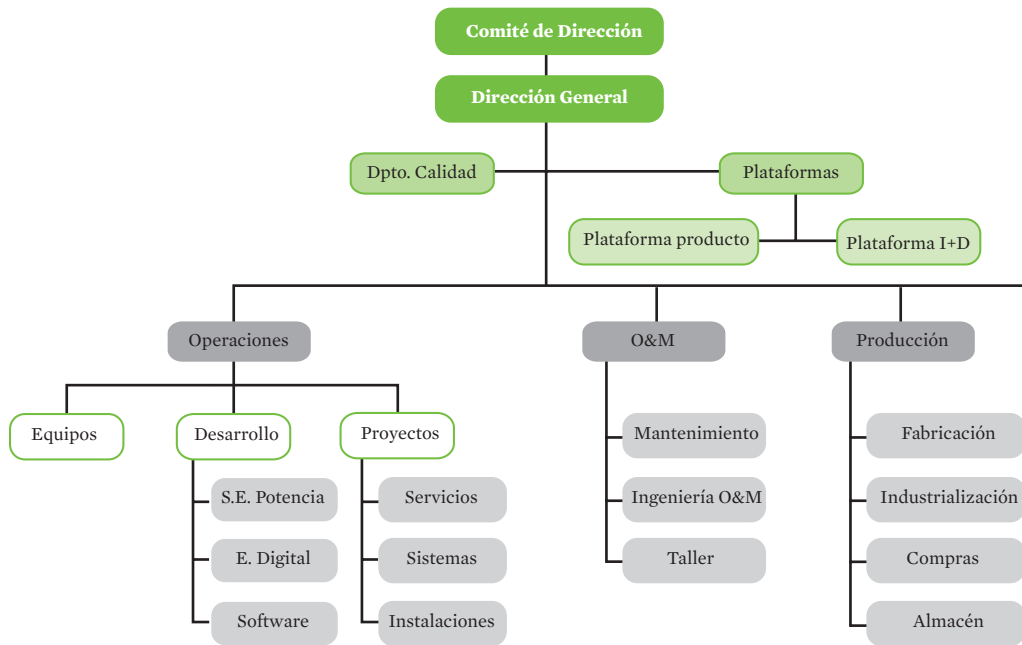 Comité de Dirección
Dirección General
Dpto. Calidad
Plataformas
Plataforma producto
Plataforma I+D
Operaciones
O&M
Producción
Equipos
Desarrollo
Proyectos
Mantenimiento
Fabricación
S.E. Potencia
Servicios
Ingeniería O&M
Industrialización
E. Digital
Sistemas
Taller
Compras
Software
Instalaciones
Almacén